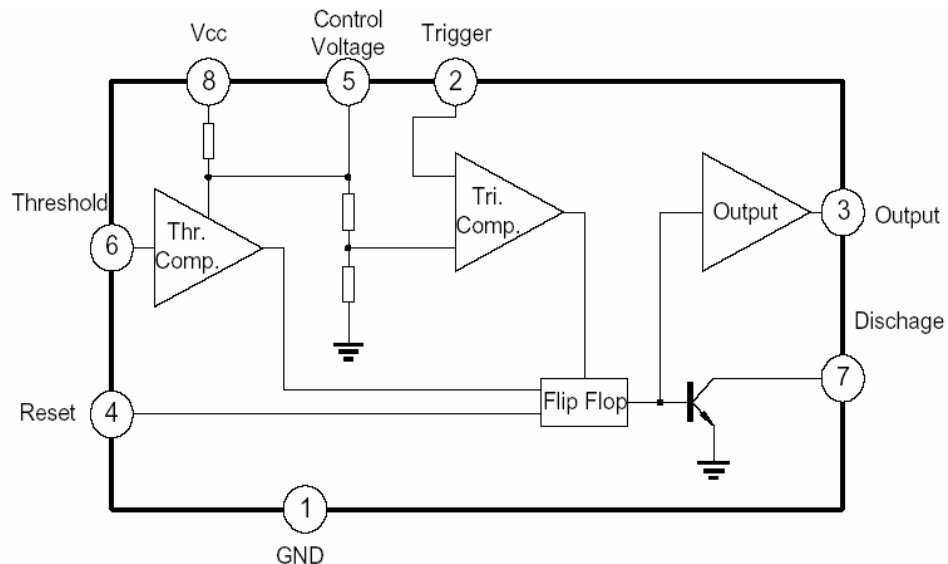 Vcc
Control
Voltage
Trigger
8
5
2
Threshold
6
Thr.
Comp.
Tri.
Comp.
Output
3
Output
Dischage
7
Reset
4
Flip Flop
1
GND